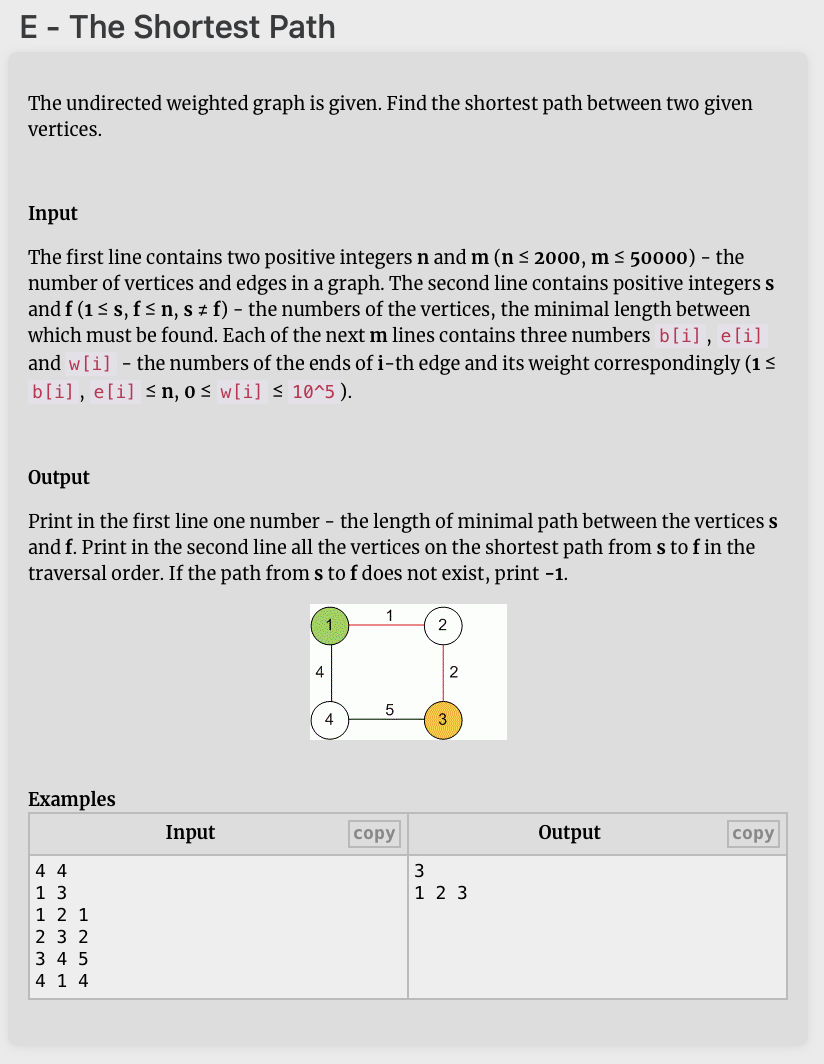 E - The Shortest Path
The undirected weighted graph is given. Find the shortest path between two given
vertices.
Input
The first line contains two positive integers n and m (n ≤ 2000, m ≤ 50000) - the
number of vertices and edges in a graph. The second line contains positive integers s
and f (1 ≤ s, f ≤ n, s ≠ f) - the numbers of the vertices, the minimal length between
which must be found. Each of the next m lines contains three numbers b[i] , e[i]
and w[i] - the numbers of the ends of i-th edge and its weight correspondingly (1 ≤
b[i] , e[i] ≤ n, 0 ≤ w[i] ≤ 10^5 ).
Output
Print in the first line one number - the length of minimal path between the vertices s
and f. Print in the second line all the vertices on the shortest path from s to f in the
traversal order. If the path from s to f does not exist, print -1.
1 1 2
4 2
4 5 3
Examples
Input copy Output copy
4 4 3
1 3 1 2 3
1 2 1
2 3 2
3 4 5
4 1 4